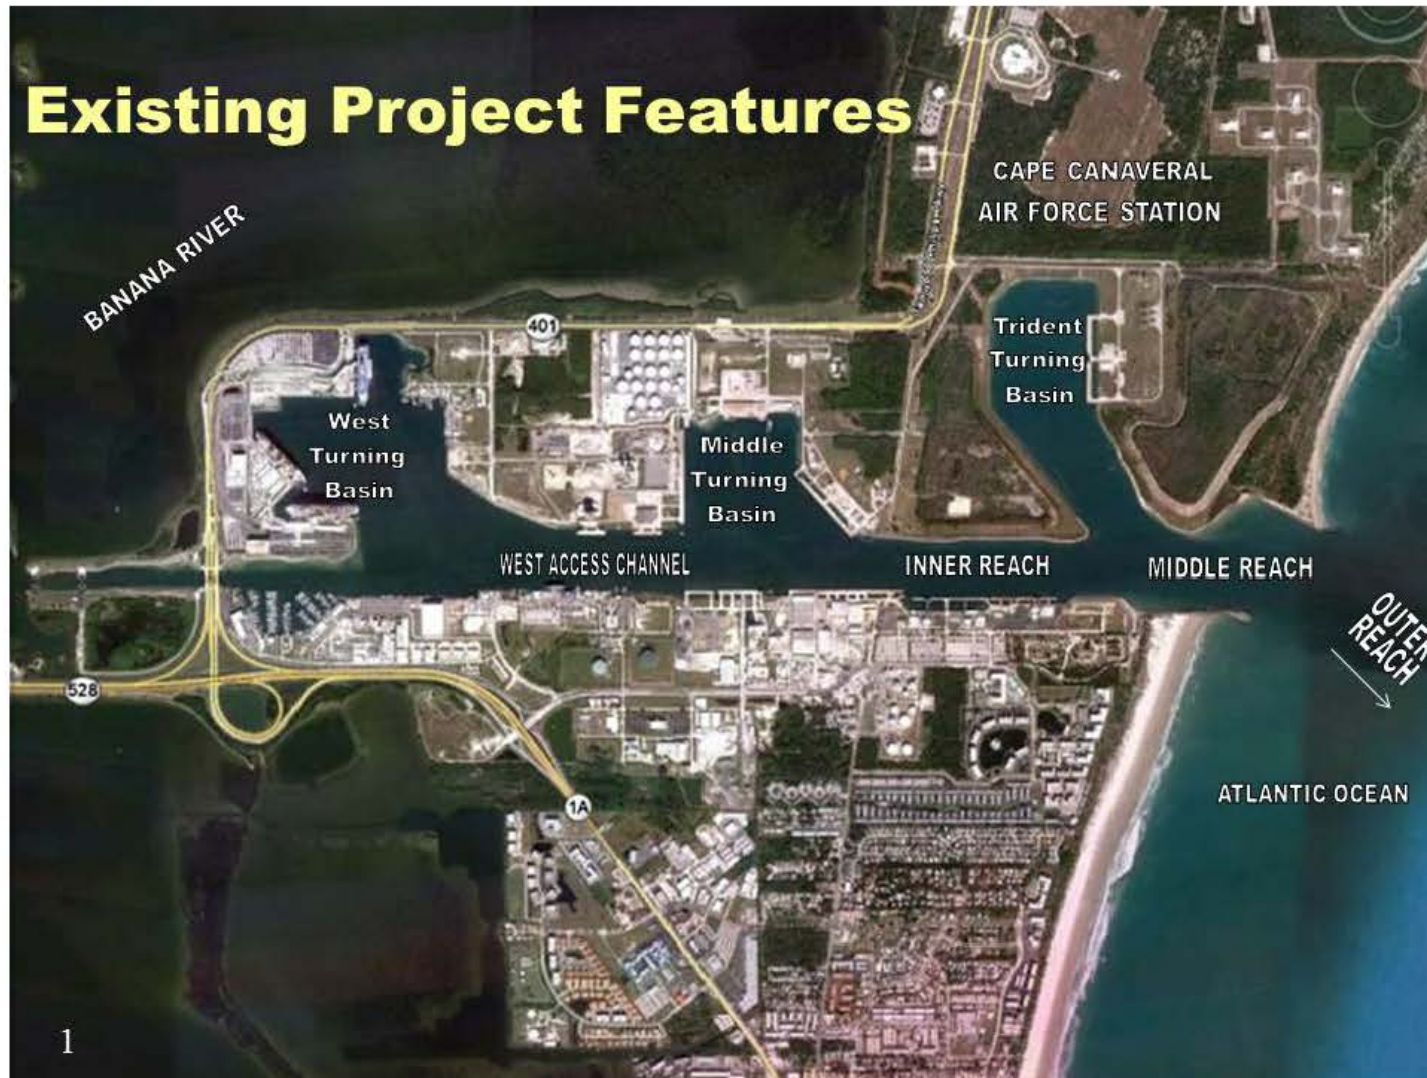 Existing Project Features
CAPE CANAVERAL
AIR FORCE STATION
BANANA RIVER
401
Trident
Turning
Basin
West
Turning
Basin
Middle
Turning
Basin
WEST ACCESS CHANNEL
INNER REACH
MIDDLE REACH
OUTER
REACH
528
1A
ATLANTIC OCEAN
1